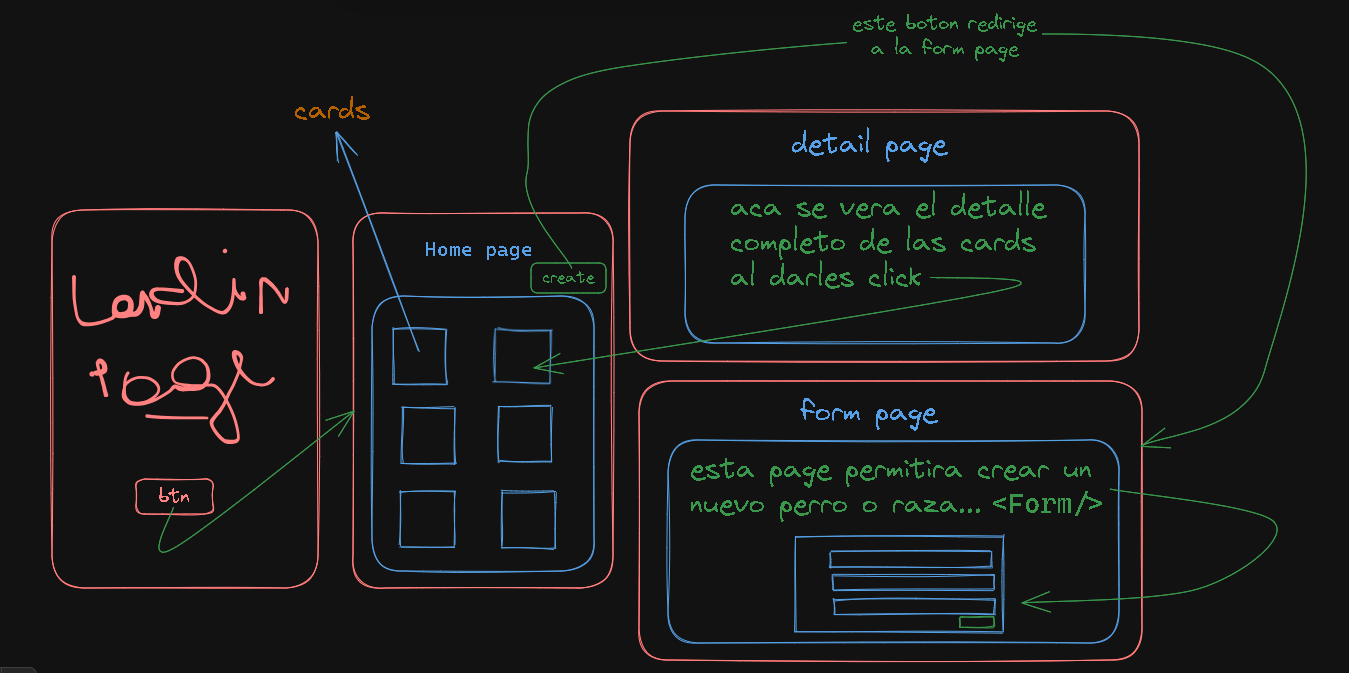 este boton redirige
a la form page
cards
Landin
Page
btn
Home page
create
detail page
aca se vera el detalle
completo de las cards
al darles click
form page
esta page permitira crear un
nuevo perro o raza... <Form/>